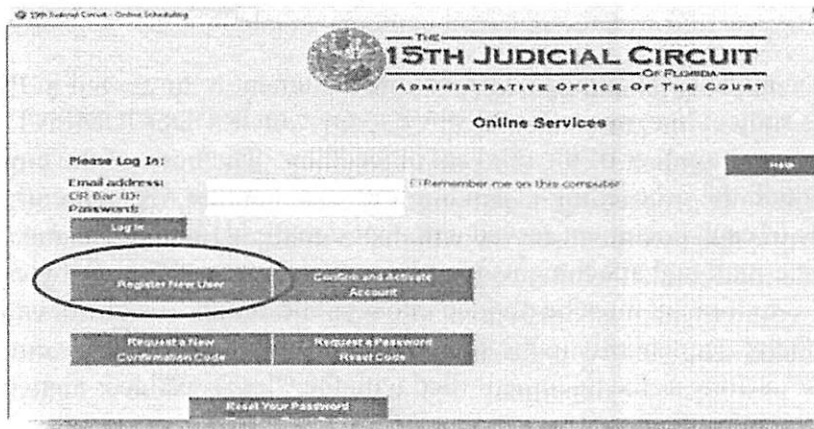 15th Judicial Circuit - Online Scheduling
THE
15TH JUDICIAL CIRCUIT
OF FLORIDA
ADMINISTRATIVE OFFICE OF THE COURT
Online Services
Please Log In:
Help
Email address:
OR Bar ID:
Remember me on this computer
Password:
Log In
Register New User
Confirm and Activate
Account
Request a New
Confirmation Code
Request a Password
Reset Code
Reset Your Password